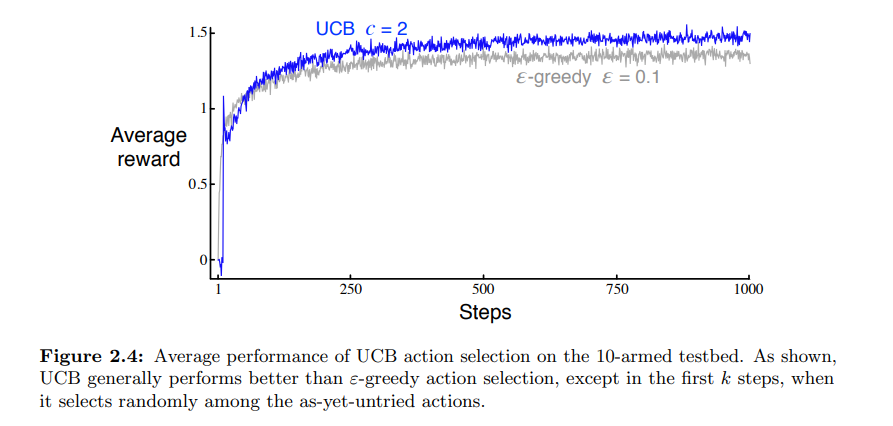 1.5
UCB c = 2
ε-greedy ε = 0.1
1
Average
reward
0.5
0
1
250
500
750
1000
Steps
Figure 2.4: Average performance of UCB action selection on the 10-armed testbed. As shown,
UCB generally performs better than ε-greedy action selection, except in the first k steps, when
it selects randomly among the as-yet-untried actions.